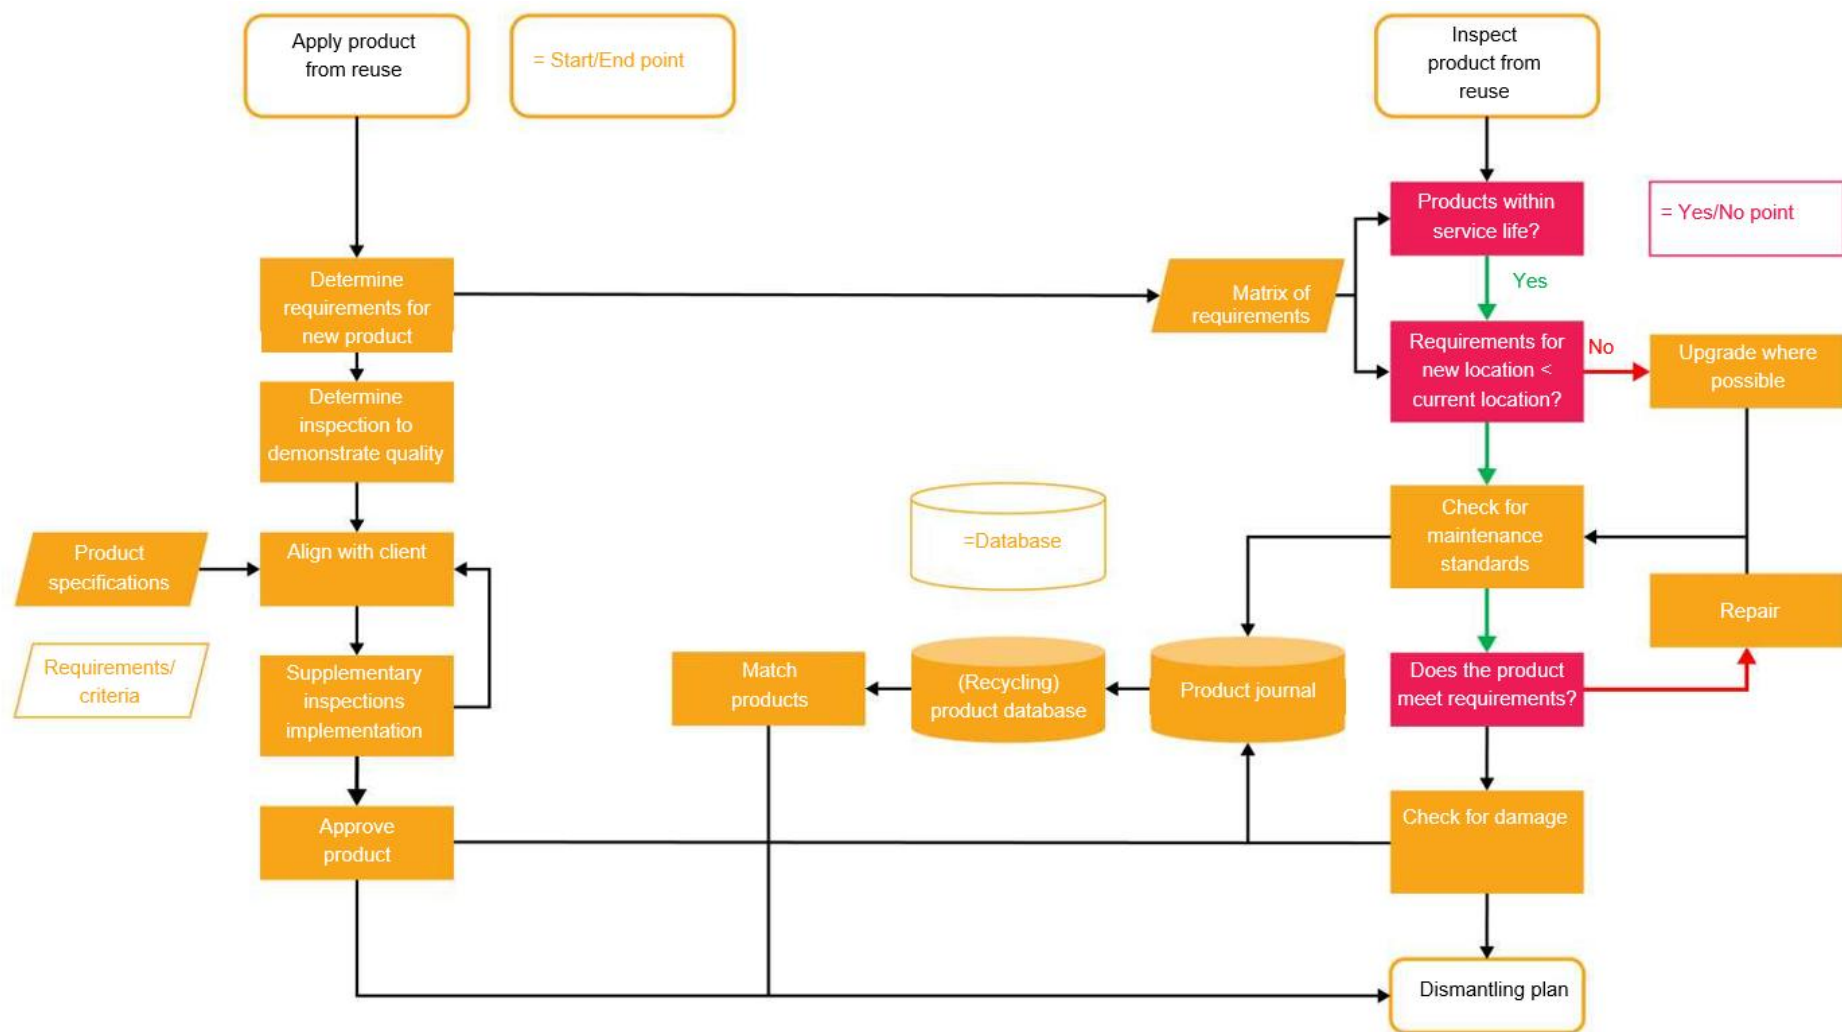 Apply product
from reuse
= Start/End point
Inspect
product from
reuse
Products within
service life?
= Yes/No point
Yes
Determine
requirements for
new product
Matrix of
requirements
Requirements for
new location <
current location?
No
Upgrade where
possible
Determine
inspection to
demonstrate quality
=Database
Check for
maintenance
standards
Product
specifications
Align with client
Repair
Requirements/
criteria
Supplementary
inspections
implementation
Match
products
(Recycling)
product database
Product journal
Does the product
meet requirements?
Approve
product
Check for damage
Dismantling plan